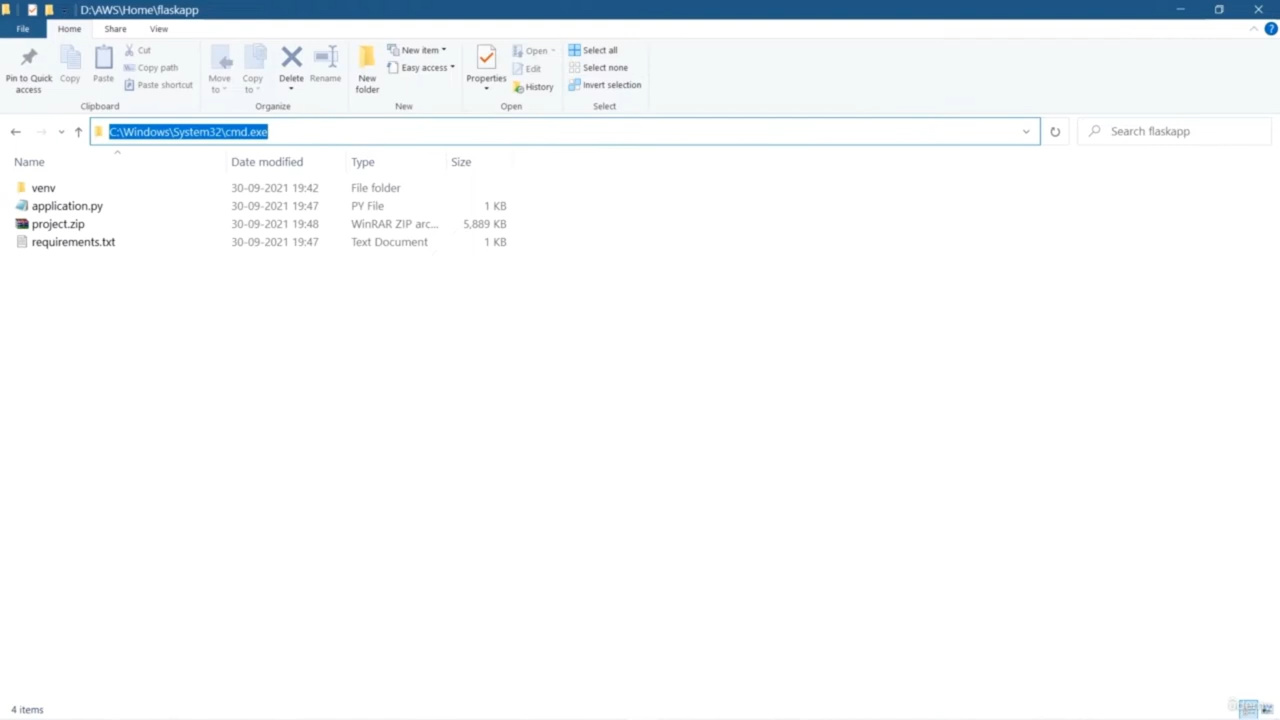 D:\AWS\Home\flaskapp
File Home Share View
Pin to Quick access
Copy
Paste
Cut
Copy path
Paste shortcut
Clipboard
Move to
Copy to
Delete
Rename
Organize
New folder
New item
Easy access
New
Properties
Open
Edit
History
Open
Select all
Select none
Invert selection
Select
C:\Windows\System32\cmd.exe
Search flaskapp
Name Date modified Type Size
venv 30-09-2021 19:42 File folder
application.py 30-09-2021 19:47 PY File 1 KB
project.zip 30-09-2021 19:48 WinRAR ZIP arc... 5,889 KB
requirements.txt 30-09-2021 19:47 Text Document 1 KB
4 items